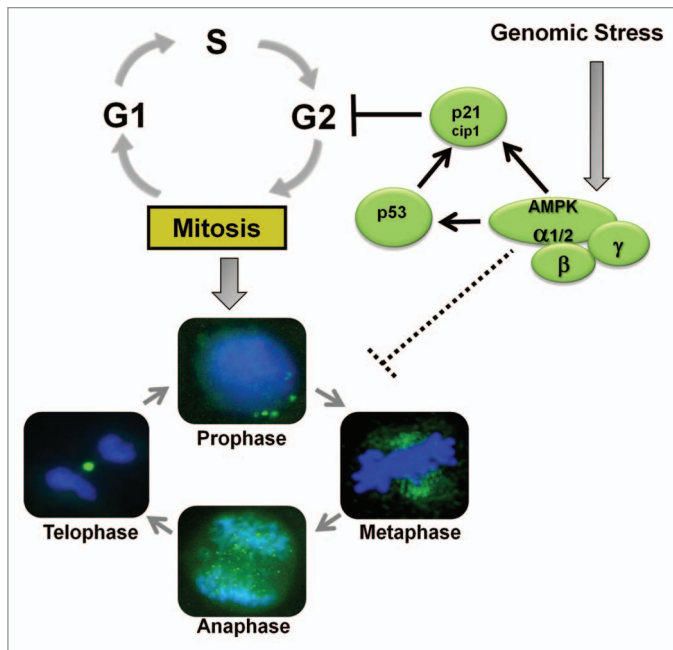 Genomic Stress
S
G1
G2
p21
cip1
p53
AMPK
α1/2
β
γ
Mitosis
Prophase
Telophase
Metaphase
Anaphase